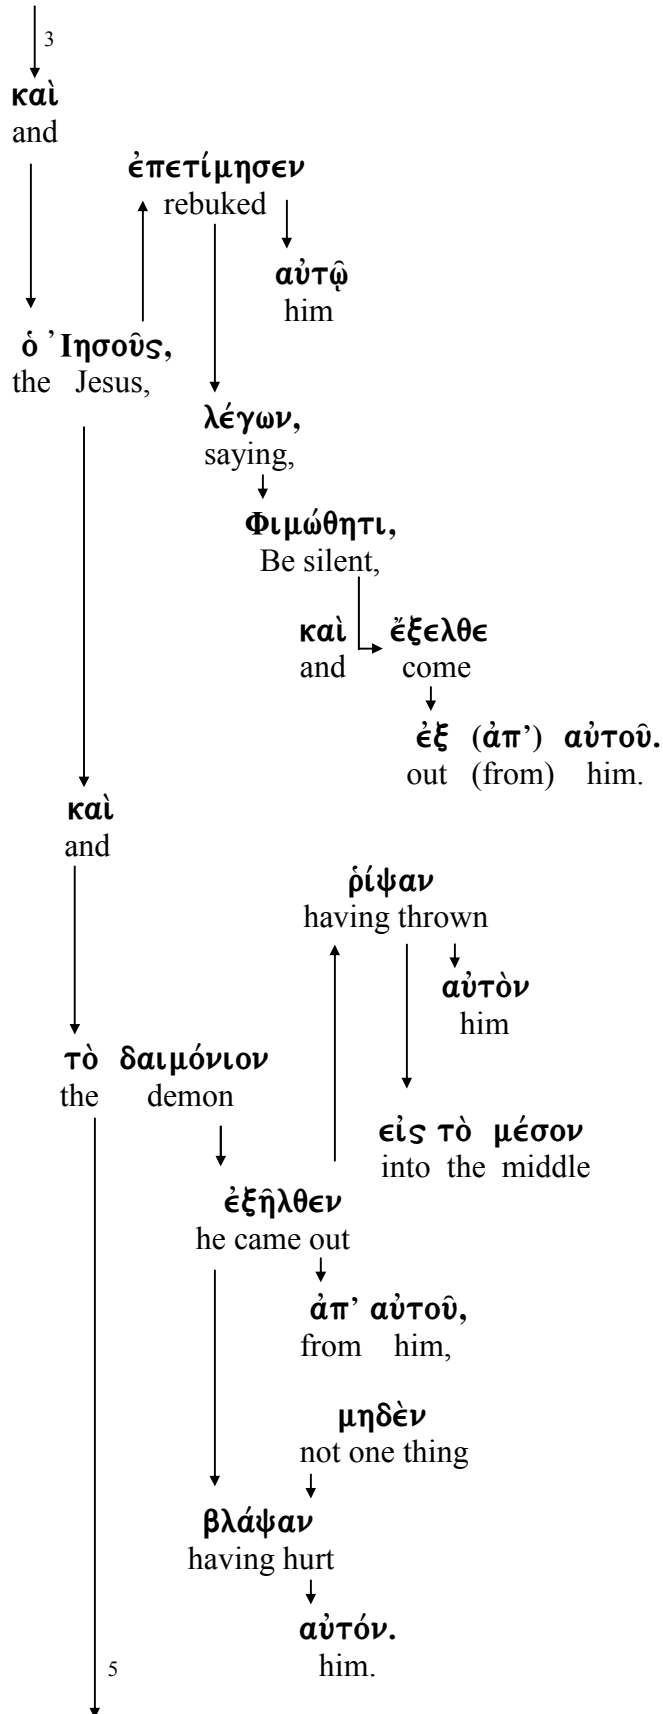 3
καὶ
and
ἐπετίμησεν
rebuked
αὐτῷ
him
ὁ Ἰησοῦς,
the Jesus,
λέγων,
saying,
Φιμώθητι,
Be silent,
καὶ ἔξελθε
and come
ἐξ (ἀπ’) αὐτοῦ.
out (from) him.
καὶ
and
ῥίψαν
having thrown
αὐτὸν
him
τὸ δαιμόνιον
the demon
εἰς τὸ μέσον
into the middle
ἐξῆλθεν
he came out
ἀπ’ αὐτοῦ,
from him,
μηδὲν
not one thing
βλάψαν
having hurt
αὐτόν.
him.
5